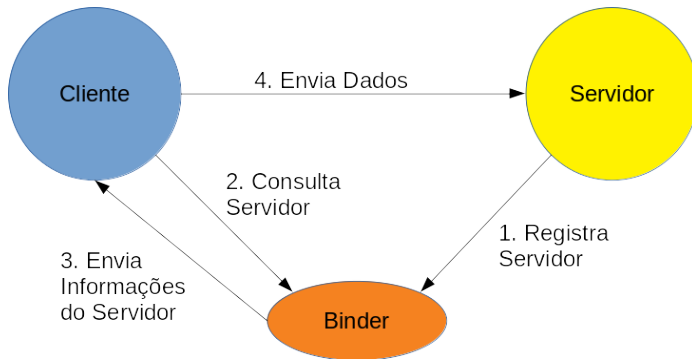 Cliente
4. Envia Dados
Servidor
2. Consulta
Servidor
1. Registra
Servidor
3. Envia
Informações
do Servidor
Binder